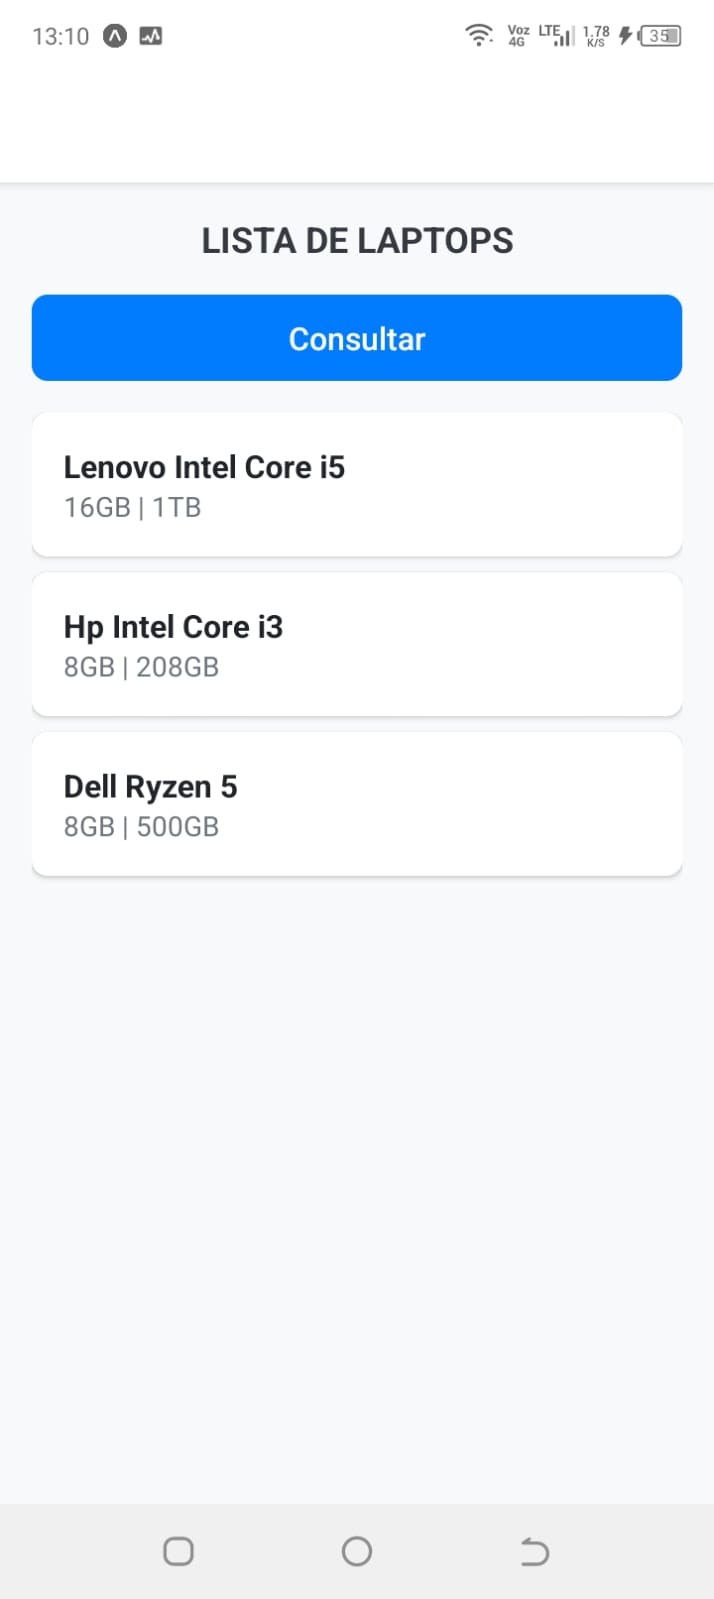 13:10 Voz 4G LTE 1.78 K/S 35
LISTA DE LAPTOPS
Consultar
Lenovo Intel Core i5
16GB | 1TB
Hp Intel Core i3
8GB | 208GB
Dell Ryzen 5
8GB | 500GB